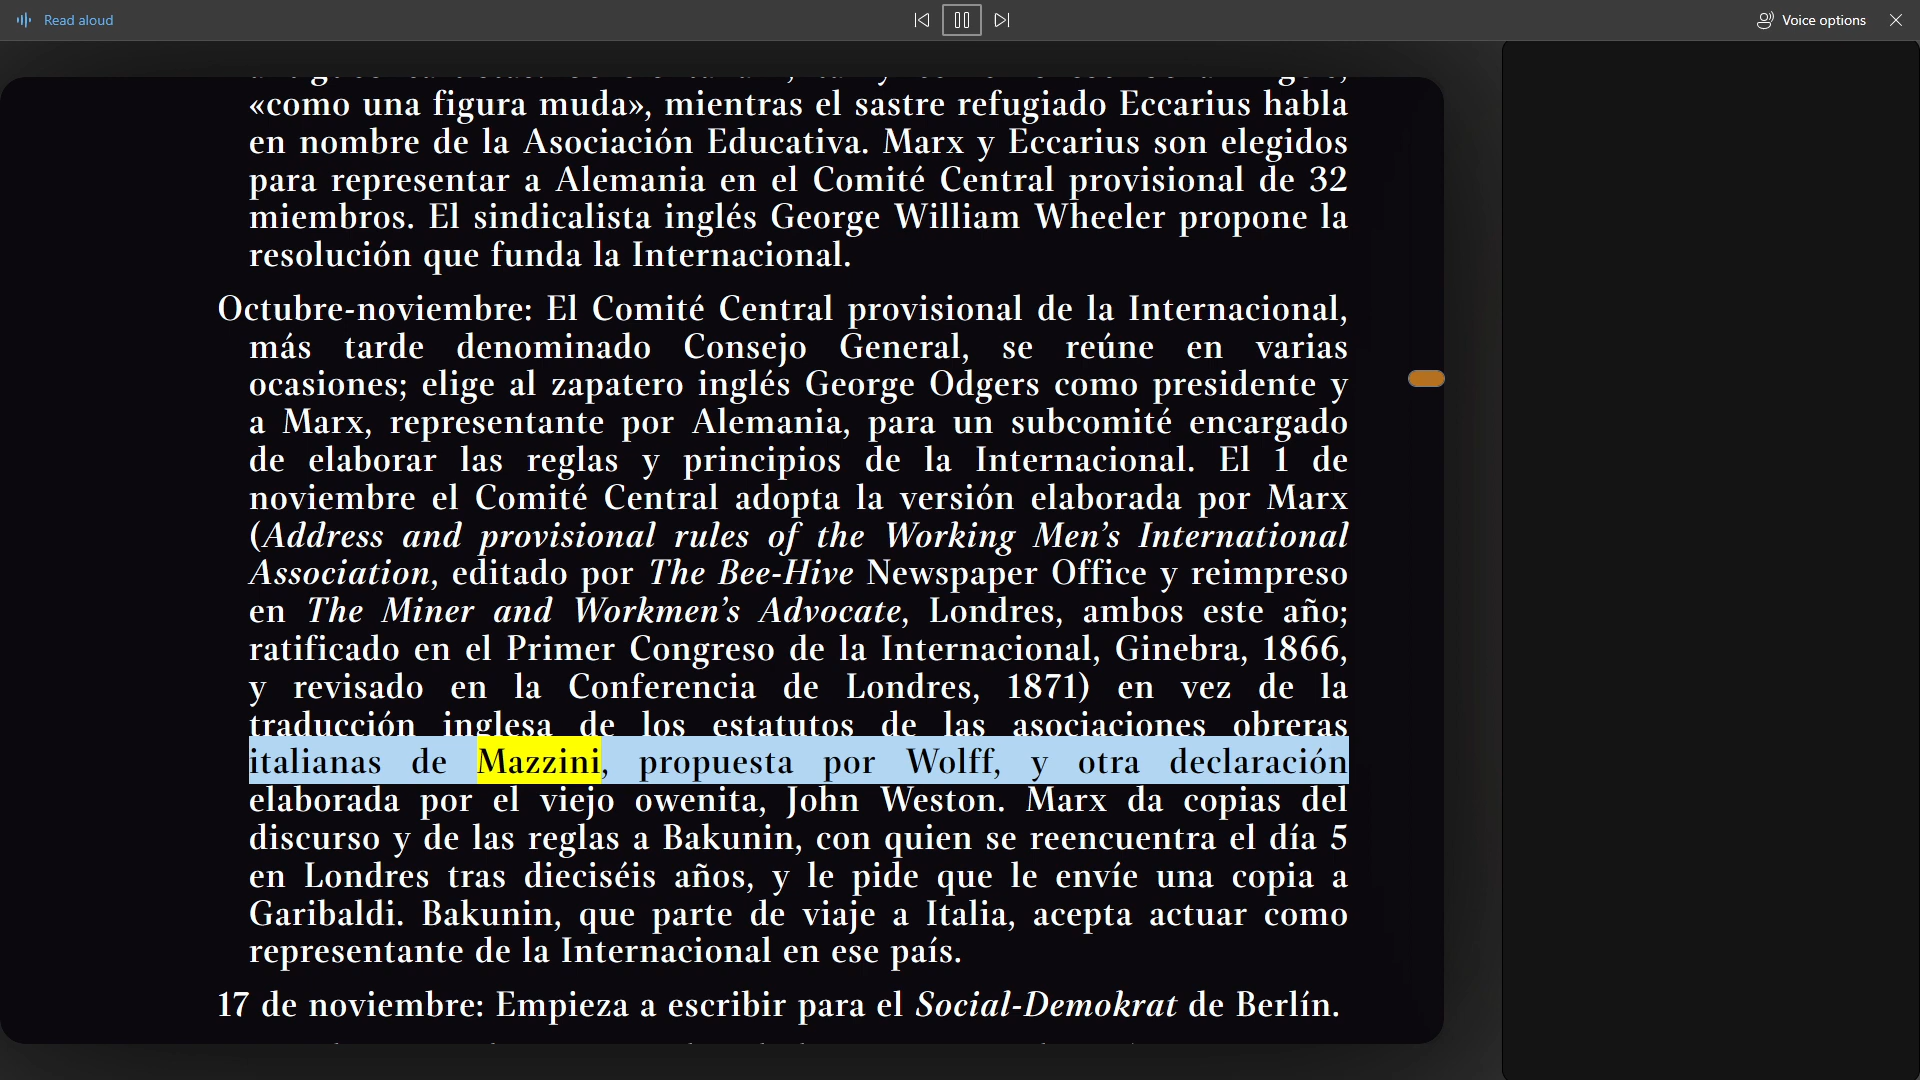 Read aloud
Voice options
«como una figura muda», mientras el sastre refugiado Eccarius habla
en nombre de la Asociación Educativa. Marx y Eccarius son elegidos
para representar a Alemania en el Comité Central provisional de 32
miembros. El sindicalista inglés George William Wheeler propone la
resolución que funda la Internacional.
Octubre-noviembre: El Comité Central provisional de la Internacional,
más tarde denominado Consejo General, se reúne en varias
ocasiones; elige al zapatero inglés George Odgers como presidente y
a Marx, representante por Alemania, para un subcomité encargado
de elaborar las reglas y principios de la Internacional. El 1 de
noviembre el Comité Central adopta la versión elaborada por Marx
(Address and provisional rules of the Working Men’s International
Association, editado por The Bee-Hive Newspaper Office y reimpreso
en The Miner and Workmen’s Advocate, Londres, ambos este año;
ratificado en el Primer Congreso de la Internacional, Ginebra, 1866,
y revisado en la Conferencia de Londres, 1871) en vez de la
traducción inglesa de los estatutos de las asociaciones obreras
italianas de Mazzini, propuesta por Wolff, y otra declaración
elaborada por el viejo owenita, John Weston. Marx da copias del
discurso y de las reglas a Bakunin, con quien se reencuentra el día 5
en Londres tras dieciséis años, y le pide que le envíe una copia a
Garibaldi. Bakunin, que parte de viaje a Italia, acepta actuar como
representante de la Internacional en ese país.
17 de noviembre: Empieza a escribir para el Social-Demokrat de Berlín.